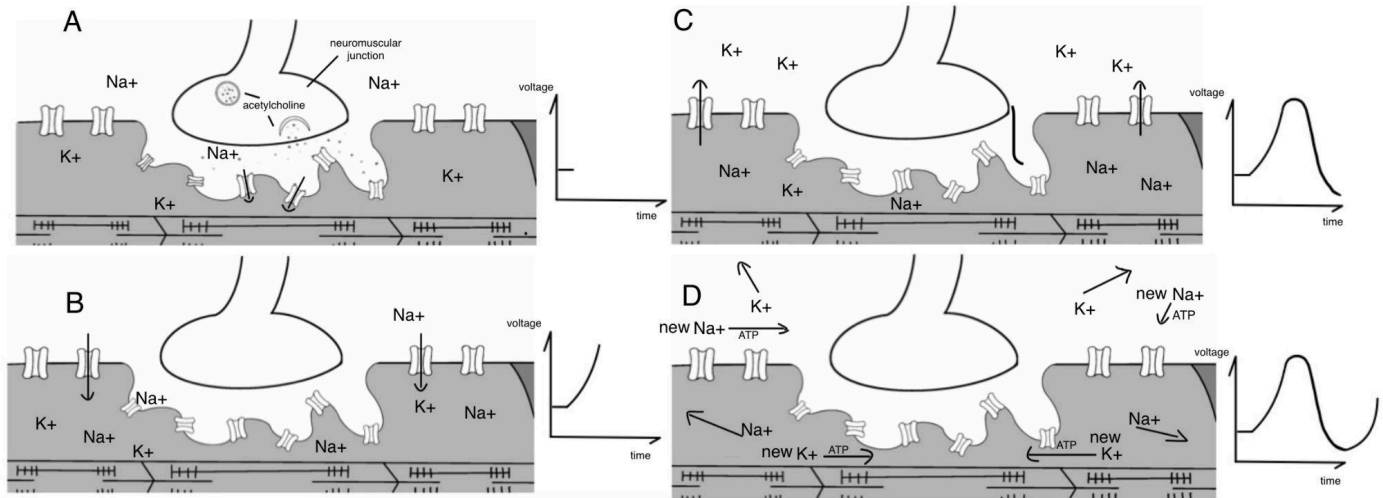 A
neuromuscular
junction
Na+
Na+
acetylcholine
Na+
K+
K+
K+
voltage
time
B
Na+
Na+
K+
K+
Na+
Na+
K+
Na+
voltage
time
C
K+
K+
K+
K+
Na+
K+
Na+
Na+
Na+
voltage
time
D
K+
new Na+
ATP
K+
new Na+
ATP
Na+
new K+
ATP
ATP
new
K+
Na+
voltage
time